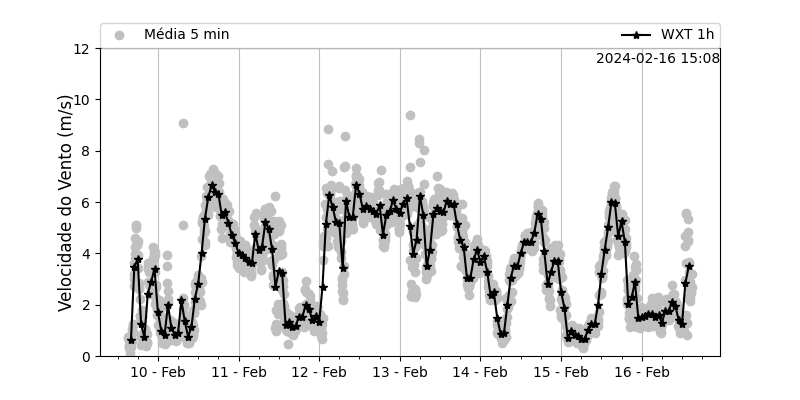 Média 5 min
WXT 1h
2024-02-16 15:08
Velocidade do Vento (m/s)
12
10
8
6
4
2
0
10 - Feb
11 - Feb
12 - Feb
13 - Feb
14 - Feb
15 - Feb
16 - Feb